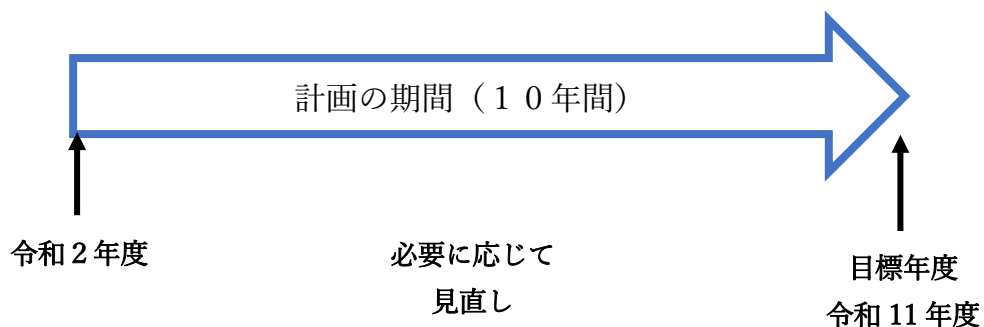 計画の期間（１０年間）
令和２年度
必要に応じて
見直し
目標年度
令和 11 年度